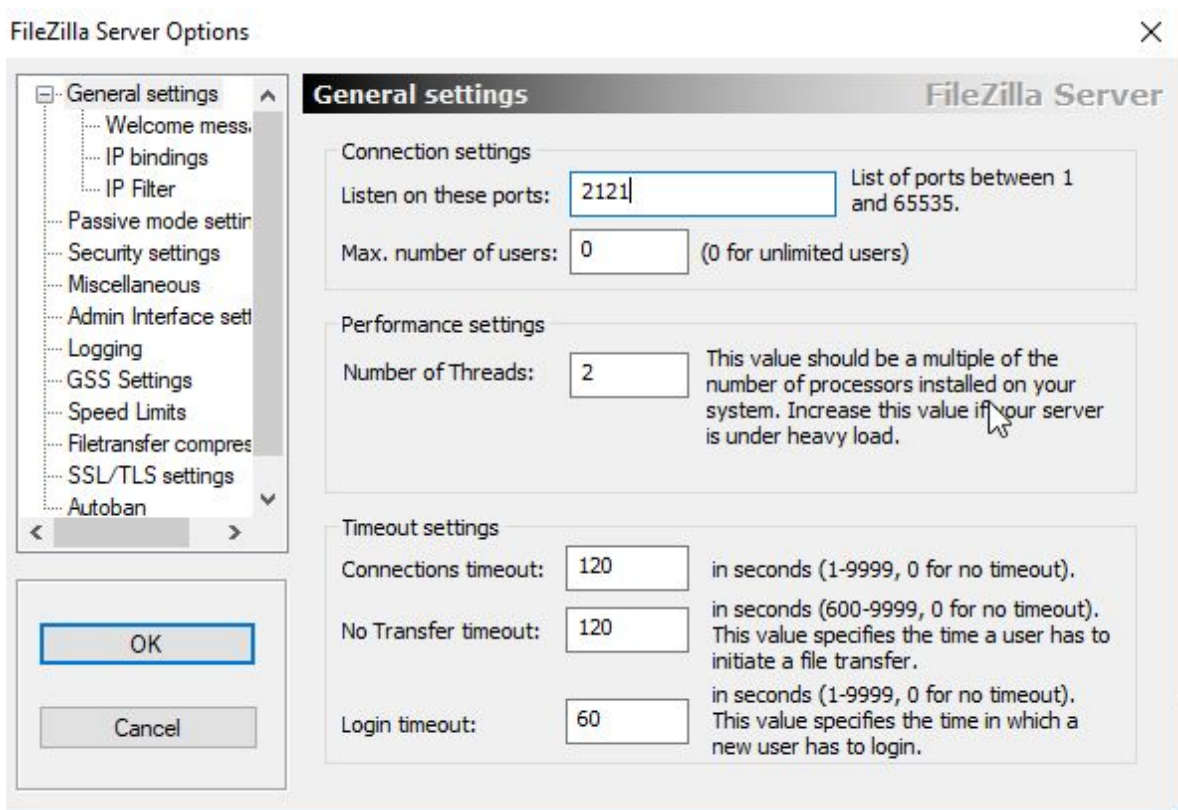 FileZilla Server Options
General settings
Welcome messa
IP bindings
IP Filter
Passive mode settin
Security settings
Miscellaneous
Admin Interface sett
Logging
GSS Settings
Speed Limits
Filetransfer compres
SSL/TLS settings
Autoban
OK
Cancel
General settings
FileZilla Server
Connection settings
Listen on these ports: 2121 List of ports between 1
and 65535.
Max. number of users: 0 (0 for unlimited users)
Performance settings
Number of Threads: 2 This value should be a multiple of the
number of processors installed on your
system. Increase this value if your server
is under heavy load.
Timeout settings
Connections timeout: 120 in seconds (1-9999, 0 for no timeout).
No Transfer timeout: 120 in seconds (600-9999, 0 for no timeout).
This value specifies the time a user has to
initiate a file transfer.
Login timeout: 60 in seconds (1-9999, 0 for no timeout).
This value specifies the time in which a
new user has to login.